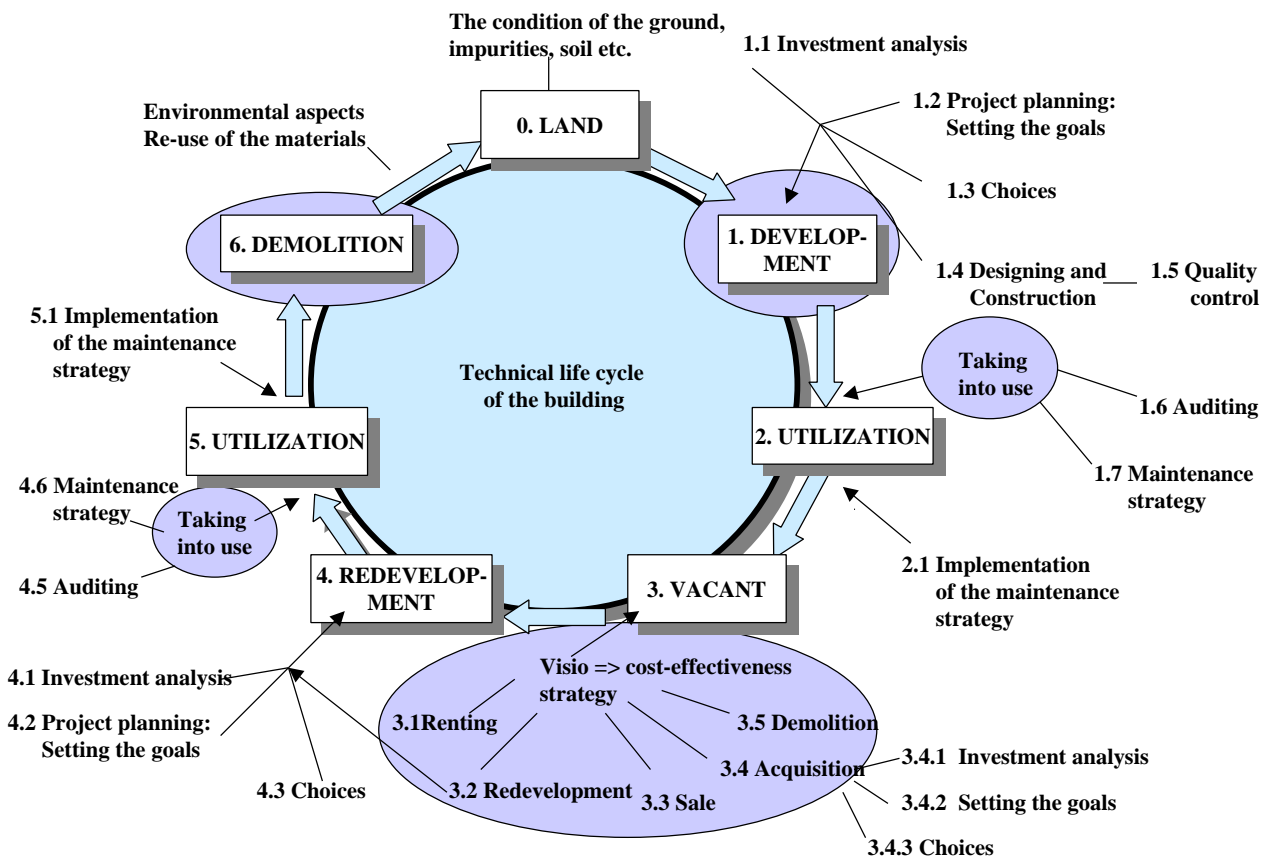 The condition of the ground,
impurities, soil etc.
1.1 Investment analysis
1.2 Project planning:
Setting the goals
1.3 Choices
1.4 Designing and
Construction
1.5 Quality
control
Environmental aspects
Re-use of the materials
0. LAND
1. DEVELOP-
MENT
6. DEMOLITION
5.1 Implementation
of the maintenance
strategy
Technical life cycle
of the building
Taking
into use
1.6 Auditing
1.7 Maintenance
strategy
2. UTILIZATION
5. UTILIZATION
4.6 Maintenance
strategy
Taking
into use
4.5 Auditing
2.1 Implementation
of the maintenance
strategy
4. REDEVELOP-
MENT
3. VACANT
4.1 Investment analysis
4.2 Project planning:
Setting the goals
4.3 Choices
Visio => cost-effectiveness
strategy
3.1Renting
3.2 Redevelopment
3.3 Sale
3.4 Acquisition
3.5 Demolition
3.4.1 Investment analysis
3.4.2 Setting the goals
3.4.3 Choices